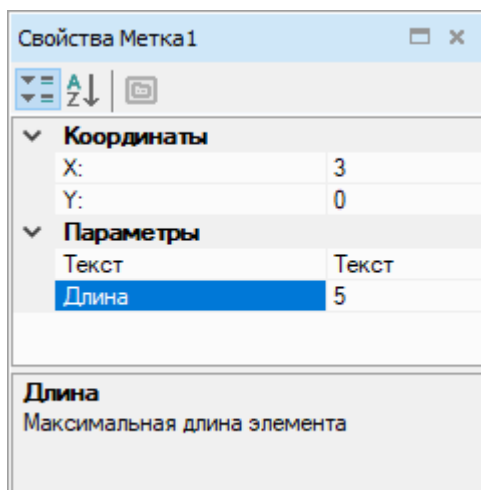 Свойства Метка1
Координаты
X: 3
Y: 0
Параметры
Текст Текст
Длина 5
Длина
Максимальная длина элемента